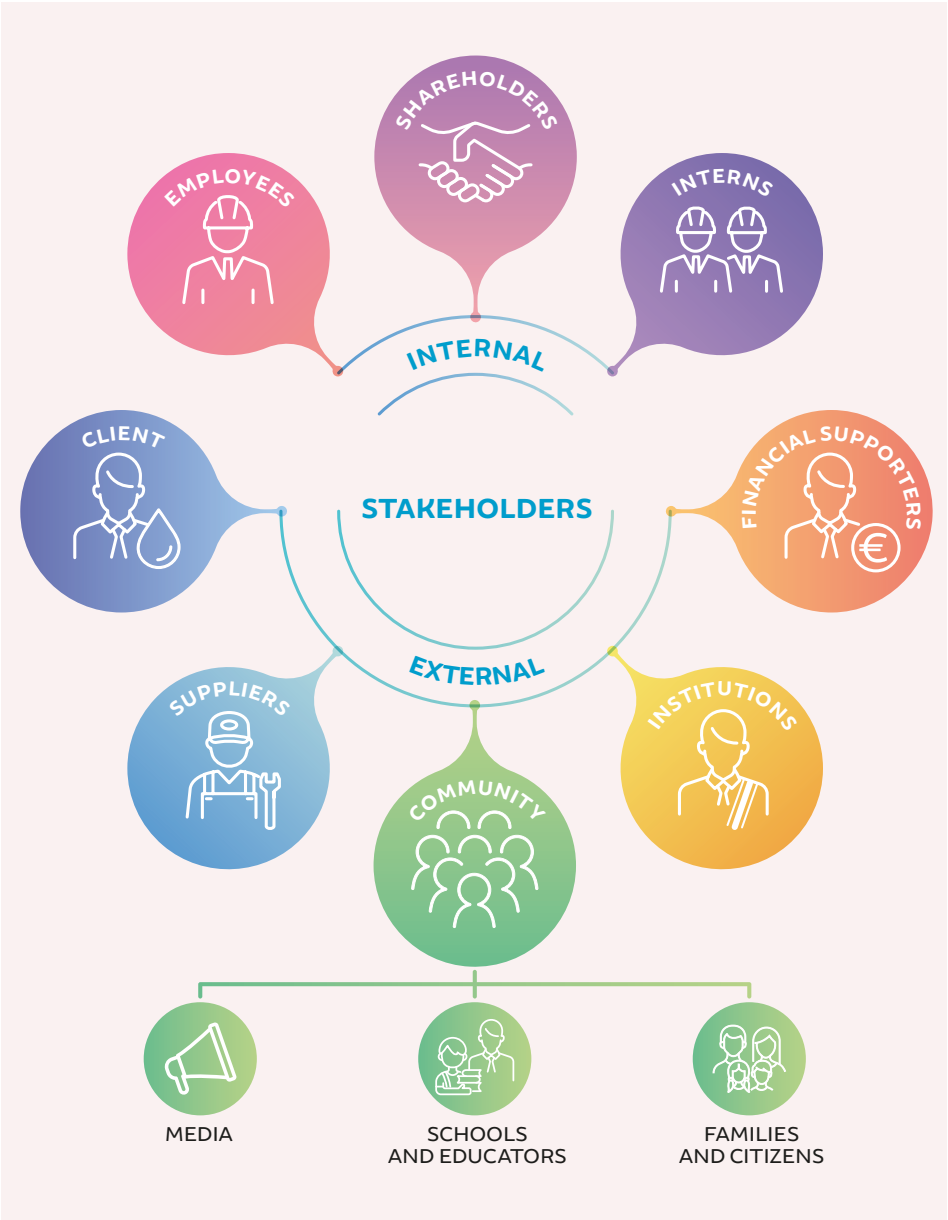 SHAREHOLDERS
EMPLOYEES
INTERNS
INTERNAL
CLIENT
FINANCIAL SUPPORTERS
€
STAKEHOLDERS
EXTERNAL
SUPPLIERS
INSTITUTIONS
COMMUNITY
MEDIA
SCHOOLS
AND EDUCATORS
FAMILIES
AND CITIZENS